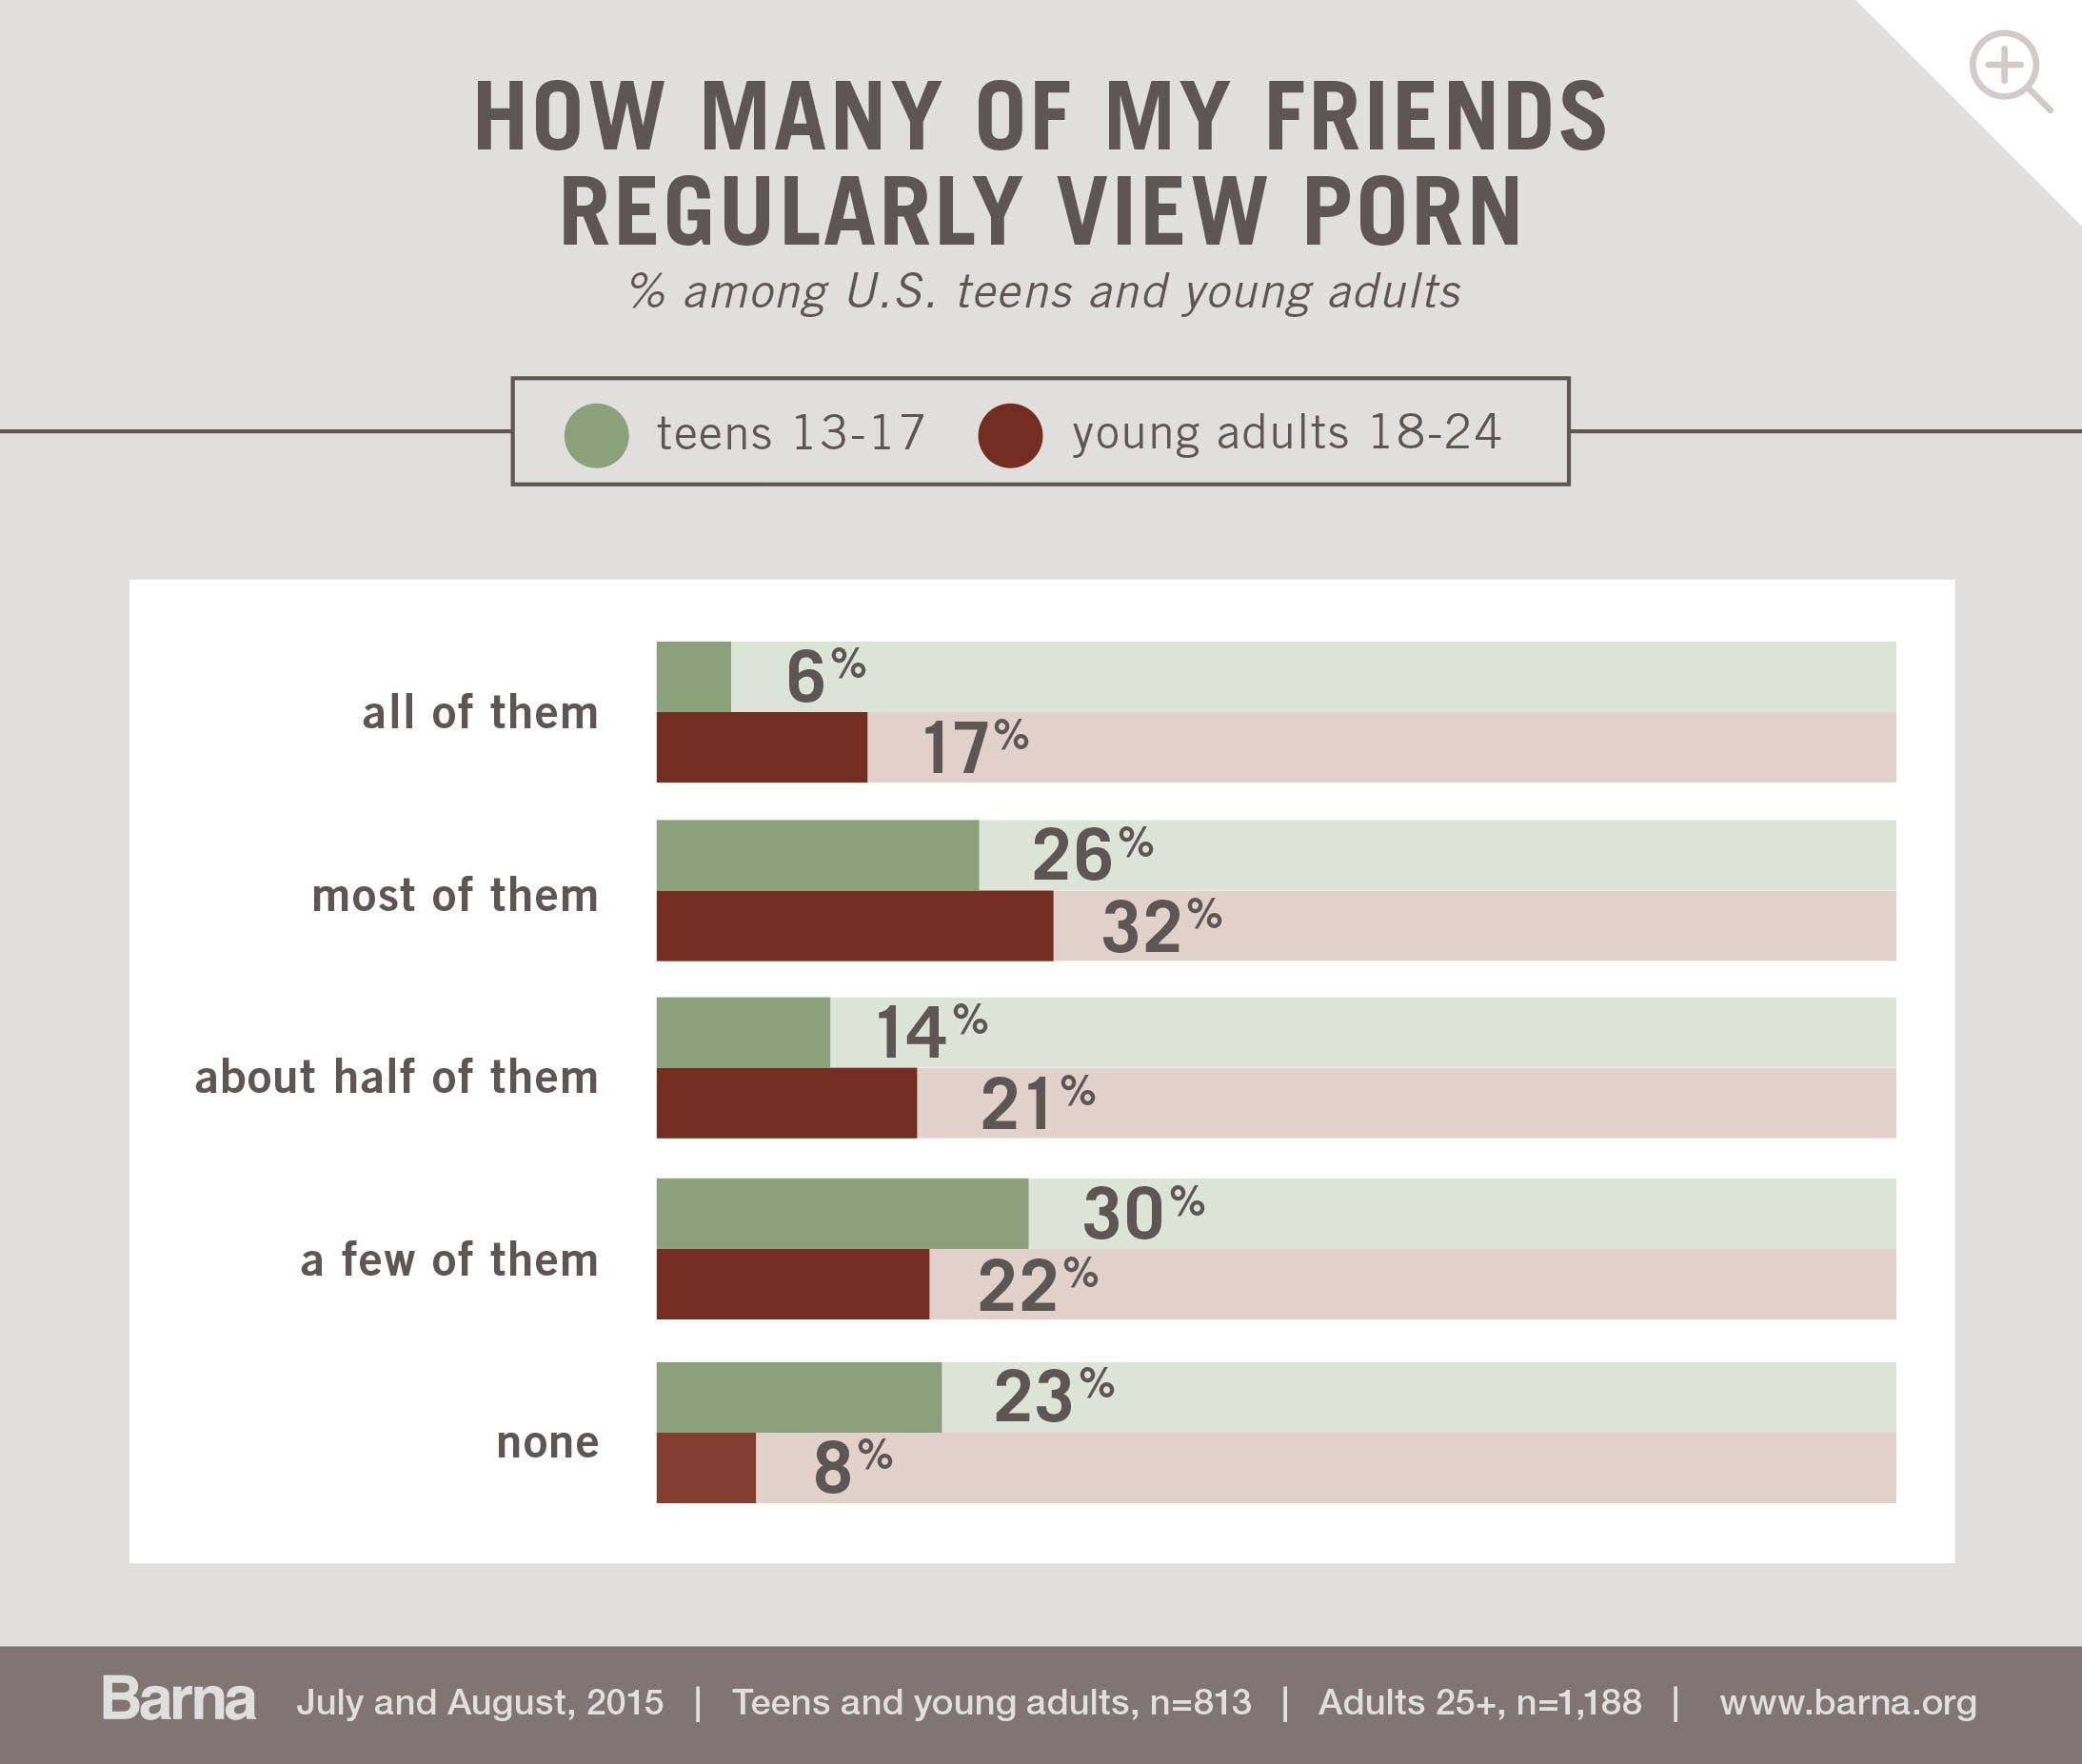 HOW MANY OF MY FRIENDS
REGULARLY VIEW PORN
% among U.S. teens and young adults
teens 13-17 young adults 18-24
all of them
6%
17%
most of them
26%
32%
about half of them
14%
21%
a few of them
30%
22%
none
23%
8%
Barna July and August, 2015 | Teens and young adults, n=813 | Adults 25+, n=1,188 | www.barna.org